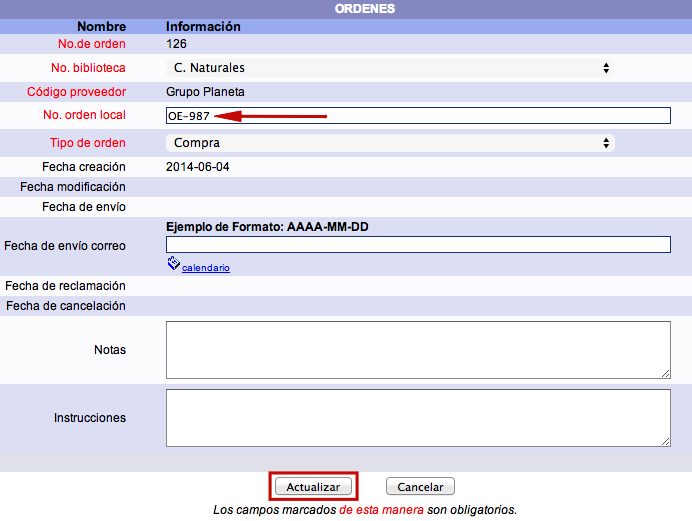 ORDENES
Nombre Información
No.de orden 126
No. biblioteca C. Naturales
Código proveedor Grupo Planeta
No. orden local OE-987
Tipo de orden Compra
Fecha creación 2014-06-04
Fecha modificación
Fecha de envío
Ejemplo de Formato: AAAA-MM-DD
Fecha de envío correo
calendario
Fecha de reclamación
Fecha de cancelación
Notas
Instrucciones
Actualizar Cancelar
Los campos marcados de esta manera son obligatorios.